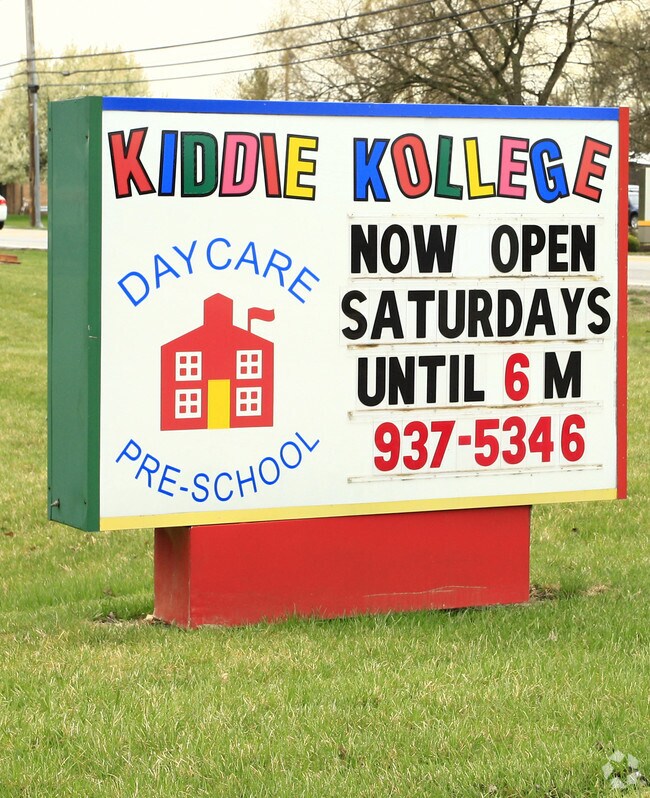 KIDDIE KOLLEGE
DAYCARE
PRE-SCHOOL
NOW OPEN
SATURDAYS
UNTIL 6 M
937-5346